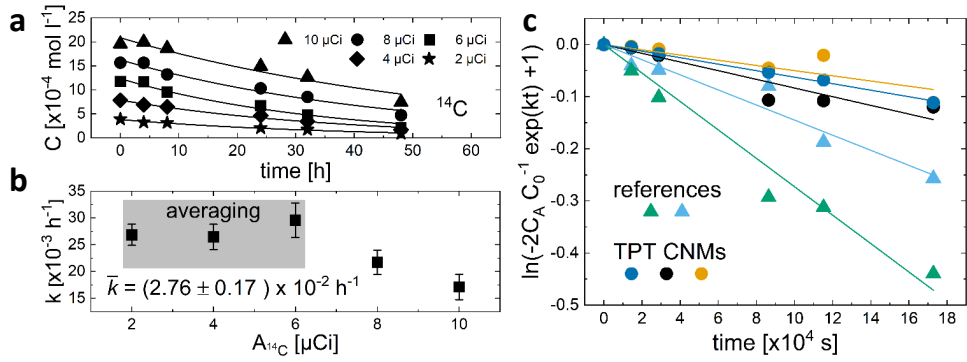 a
C [x10⁻⁴ mol l⁻¹]
25
20
15
10
5
0
10 μCi
8 μCi
6 μCi
4 μCi
2 μCi
¹⁴C
0 10 20 30 40 50 60
time [h]
b
k [x10⁻³ h⁻¹]
35
30
25
20
15
averaging
k̅ = (2.76 ± 0.17 ) x 10⁻² h⁻¹
2 4 6 8 10
A₁₄C [μCi]
c
ln(-2C_A C₀⁻¹ exp(kt) +1)
0.0
-0.1
-0.2
-0.3
-0.4
-0.5
references
TPT CNMs
0 2 4 6 8 10 12 14 16 18
time [x10⁴ s]